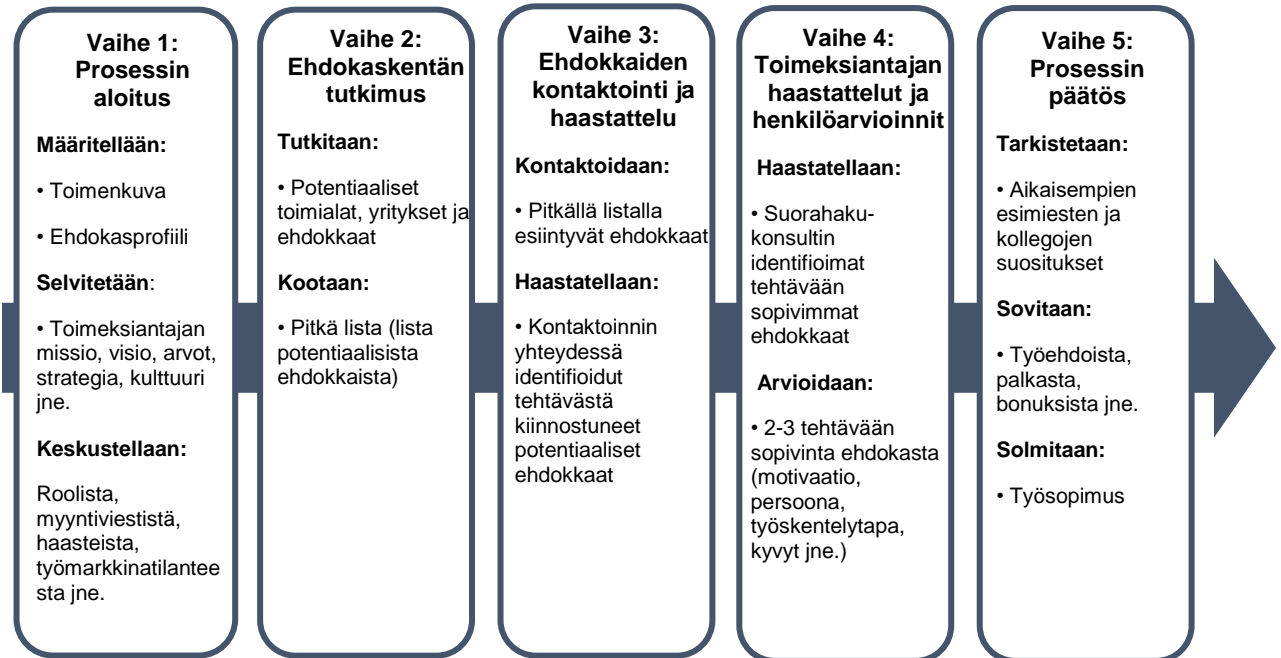 Vaihe 1:
Prosessin
aloitus
Määritellään:
• Toimenkuva
• Ehdokasprofiili
Selvitetään:
• Toimeksiantajan
missio, visio, arvot,
strategia, kulttuuri
jne.
Keskustellaan:
Roolista,
myyntiviestistä,
haasteista,
työmarkkinatilantee
sta jne.
Vaihe 2:
Ehdokaskentän
tutkimus
Tutkitaan:
• Potentiaaliset
toimialat, yritykset ja
ehdokkaat
Kootaan:
• Pitkä lista (lista
potentiaalisista
ehdokkaista)
Vaihe 3:
Ehdokkaiden
kontaktointi ja
haastattelu
Kontaktoidaan:
• Pitkällä listalla
esiintyvät ehdokkaat
Haastatellaan:
• Kontaktoinnin
yhteydessä
identifioidut
tehtävästä
kiinnostuneet
potentiaaliset
ehdokkaat
Vaihe 4:
Toimeksiantajan
haastattelut ja
henkilöarvioinnit
Haastatellaan:
• Suorahaku-
konsultin
identifioimat
tehtävään
sopivimmat
ehdokkaat
Arvioidaan:
• 2-3 tehtävään
sopivinta ehdokasta
(motivaatio,
persoona,
työskentelytapa,
kyvyt jne.)
Vaihe 5:
Prosessin
päätös
Tarkistetaan:
• Aikaisempien
esimiesten ja
kollegojen
suositukset
Sovitaan:
• Työehdoista,
palkasta,
bonuksista jne.
Solmitaan:
• Työsopimus